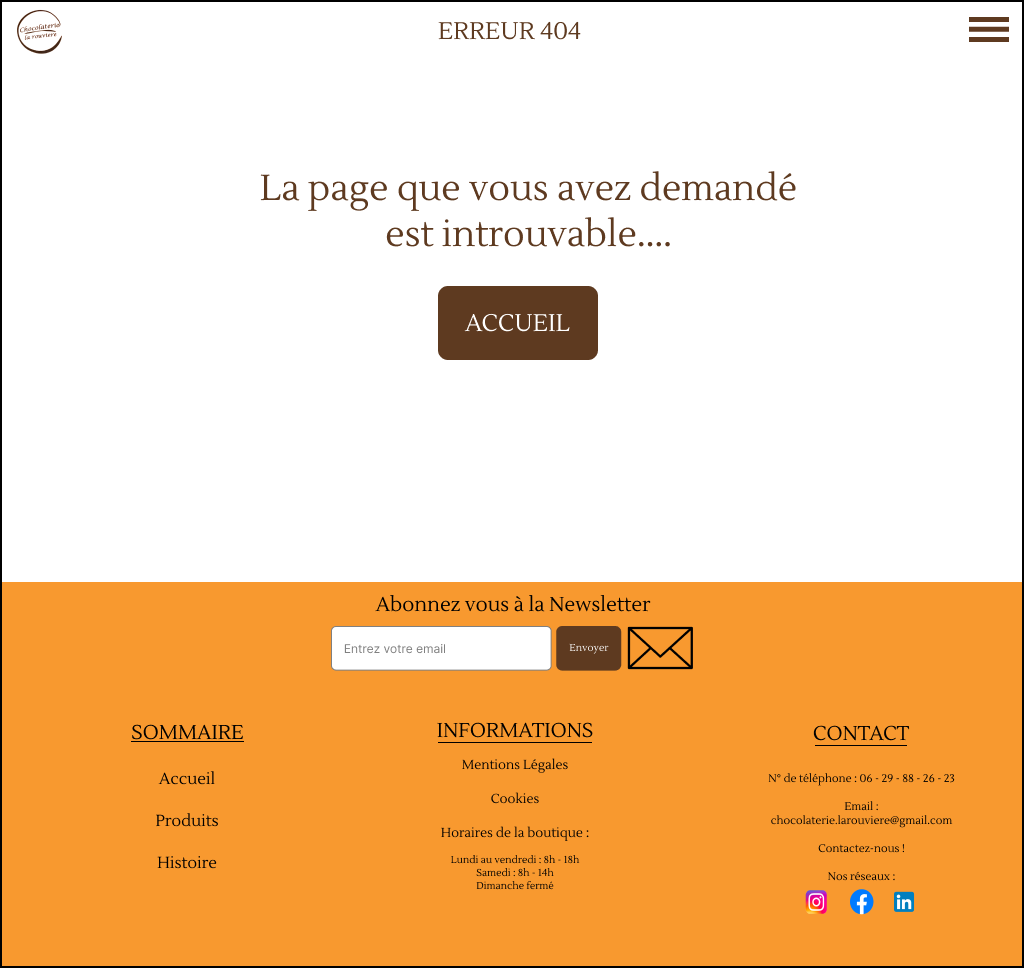 Chocolaterie
la rouviere
ERREUR 404
La page que vous avez demandé
est introuvable....
ACCUEIL
Abonnez vous à la Newsletter
Entrez votre email
Envoyer
SOMMAIRE
Accueil
Produits
Histoire
INFORMATIONS
Mentions Légales
Cookies
Horaires de la boutique :
Lundi au vendredi : 8h - 18h
Samedi : 8h - 14h
Dimanche fermé
CONTACT
N° de téléphone : 06 - 29 - 88 - 26 - 23
Email :
chocolaterie.larouviere@gmail.com
Contactez-nous !
Nos réseaux :